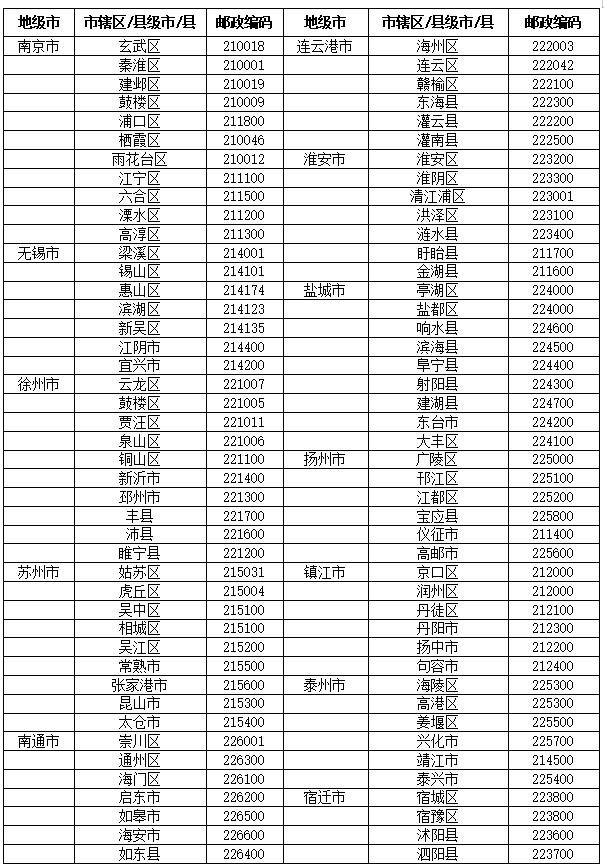 地级市 市辖区/县级市/县 邮政编码 地级市 市辖区/县级市/县 邮政编码
南京市 玄武区 210018 连云港市 海州区 222003
秦淮区 210001 连云区 222042
建邺区 210019 赣榆区 222100
鼓楼区 210009 东海县 222300
浦口区 211800 灌云县 222200
栖霞区 210046 灌南县 222500
雨花台区 210012 淮安市 淮安区 223200
江宁区 211100 淮阴区 223300
六合区 211500 清江浦区 223001
溧水区 211200 洪泽区 223100
高淳区 211300 涟水县 223400
无锡市 梁溪区 214001 盱眙县 211700
锡山区 214101 金湖县 211600
惠山区 214174 盐城市 亭湖区 224000
滨湖区 214123 盐都区 224000
新吴区 214135 响水县 224600
江阴市 214400 滨海县 224500
宜兴市 214200 阜宁县 224400
徐州市 云龙区 221007 射阳县 224300
鼓楼区 221005 建湖县 224700
贾汪区 221011 东台市 224200
泉山区 221006 大丰区 224100
铜山区 221100 扬州市 广陵区 225000
新沂市 221400 邗江区 225100
邳州市 221300 江都区 225200
丰县 221700 宝应县 225800
沛县 221600 仪征市 211400
睢宁县 221200 高邮市 225600
苏州市 姑苏区 215031 镇江市 京口区 212000
虎丘区 215004 润州区 212000
吴中区 215100 丹徒区 212100
相城区 215100 丹阳市 212300
吴江区 215200 扬中市 212200
常熟市 215500 句容市 212400
张家港市 215600 泰州市 海陵区 225300
昆山市 215300 高港区 225300
太仓市 215400 姜堰区 225500
南通市 崇川区 226001 兴化市 225700
通州区 226300 靖江市 214500
海门区 226100 泰兴市 225400
启东市 226200 宿迁市 宿城区 223800
如皋市 226500 宿豫区 223800
海安市 226600 沭阳县 223600
如东县 226400 泗阳县 223700